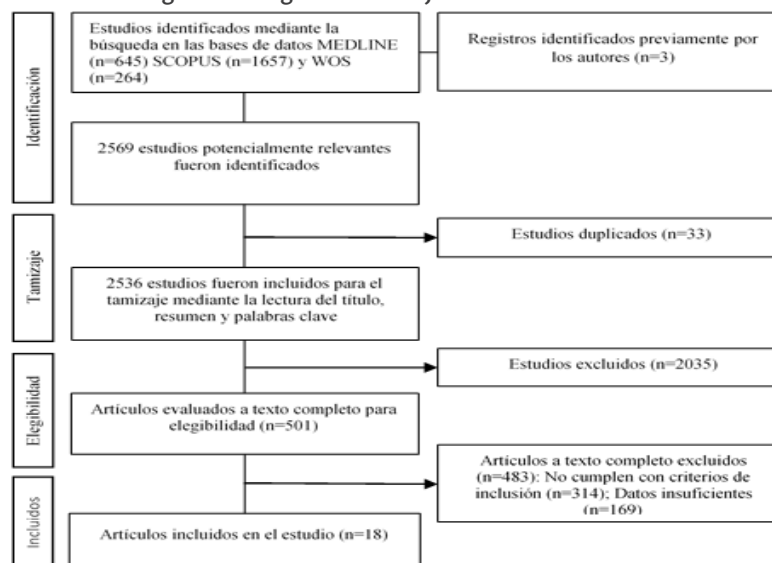 Estudios identificados mediante la
búsqueda en las bases de datos MEDLINE
(n=645) SCOPUS (n=1657) y WOS
(n=264)
Registros identificados previamente por
los autores (n=3)
Identificación
2569 estudios potencialmente relevantes
fueron identificados
Estudios duplicados (n=33)
Tamizaje
2536 estudios fueron incluidos para el
tamizaje mediante la lectura del título,
resumen y palabras clave
Estudios excluidos (n=2035)
Elegibilidad
Artículos evaluados a texto completo para
elegibilidad (n=501)
Artículos a texto completo excluidos
(n=483): No cumplen con criterios de
inclusión (n=314); Datos insuficientes
(n=169)
Incluidos
Artículos incluidos en el estudio (n=18)